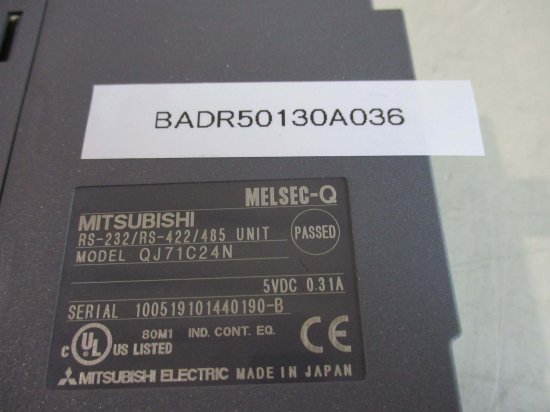 BADR50130A036
MELSEC-Q
MITSUBISHI
RS-232/RS-422/485 UNIT
PASSED
MODEL QJ71C24N
5VDC 0.31A
SERIAL 100519101440190-B
C UL US LISTED 80M1 IND. CONT. EQ. CE
MITSUBISHI ELECTRIC MADE IN JAPAN